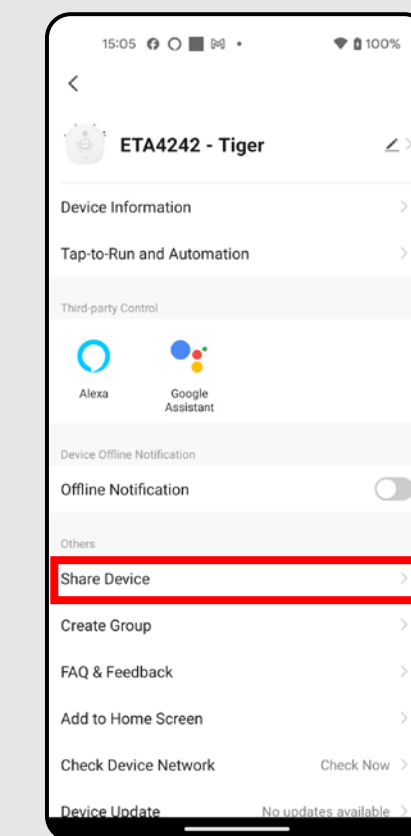 15:05
100%
ETA4242 - Tiger
Device Information
Tap-to-Run and Automation
Third-party Control
Alexa
Google
Assistant
Device Offline Notification
Offline Notification
Others
Share Device
Create Group
FAQ & Feedback
Add to Home Screen
Check Device Network Check Now
Device Update No updates available